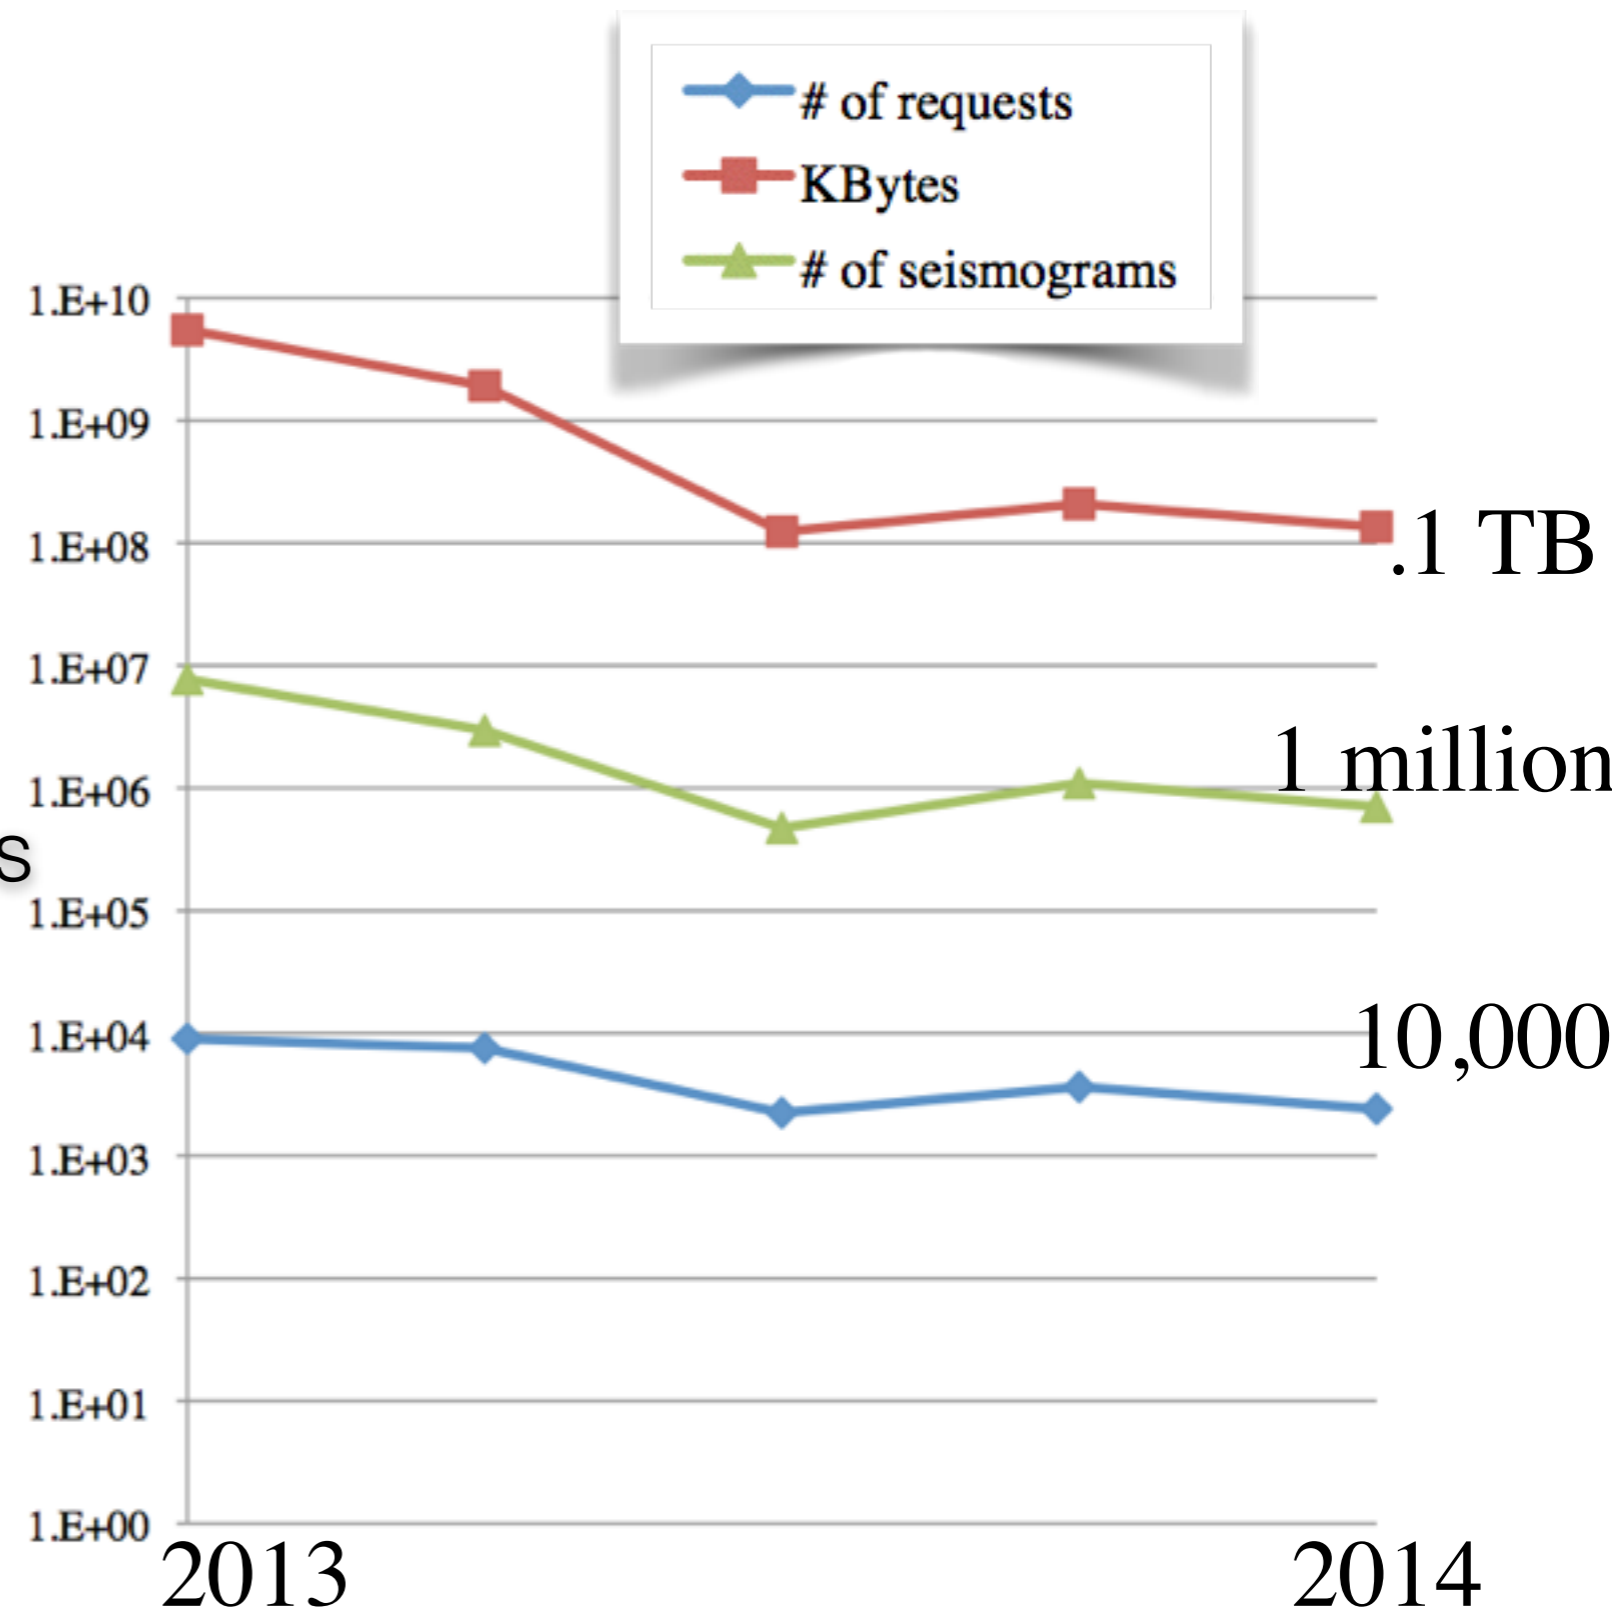 # of requests
KBytes
# of seismograms
1.E+10
1.E+09
1.E+08
.1 TB
1.E+07
1 million
1.E+06
s
1.E+05
10,000
1.E+04
1.E+03
1.E+02
1.E+01
1.E+00
2013
2014